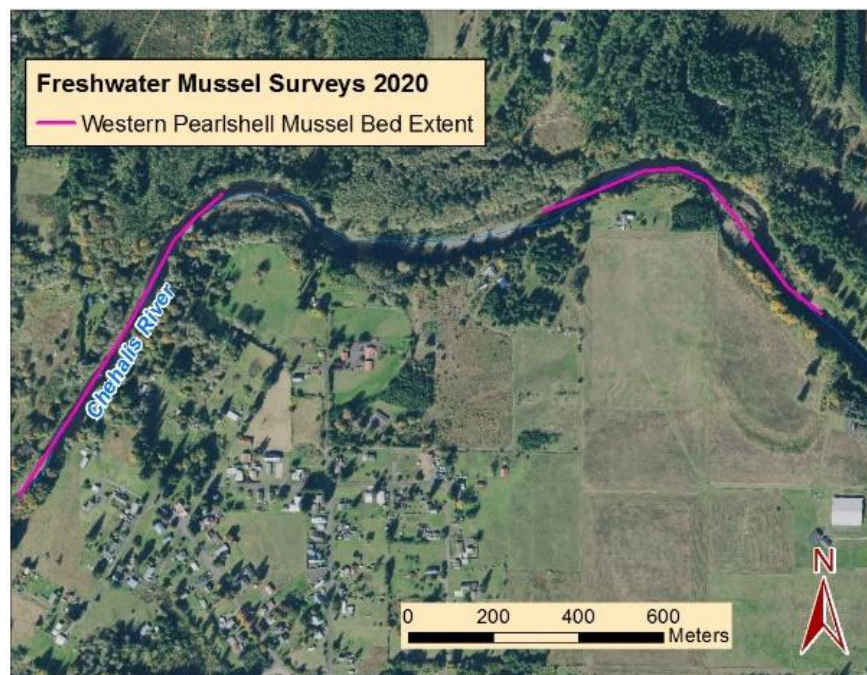 Freshwater Mussel Surveys 2020
Western Pearlshell Mussel Bed Extent
Chehalis River
N
0 200 400 600
Meters